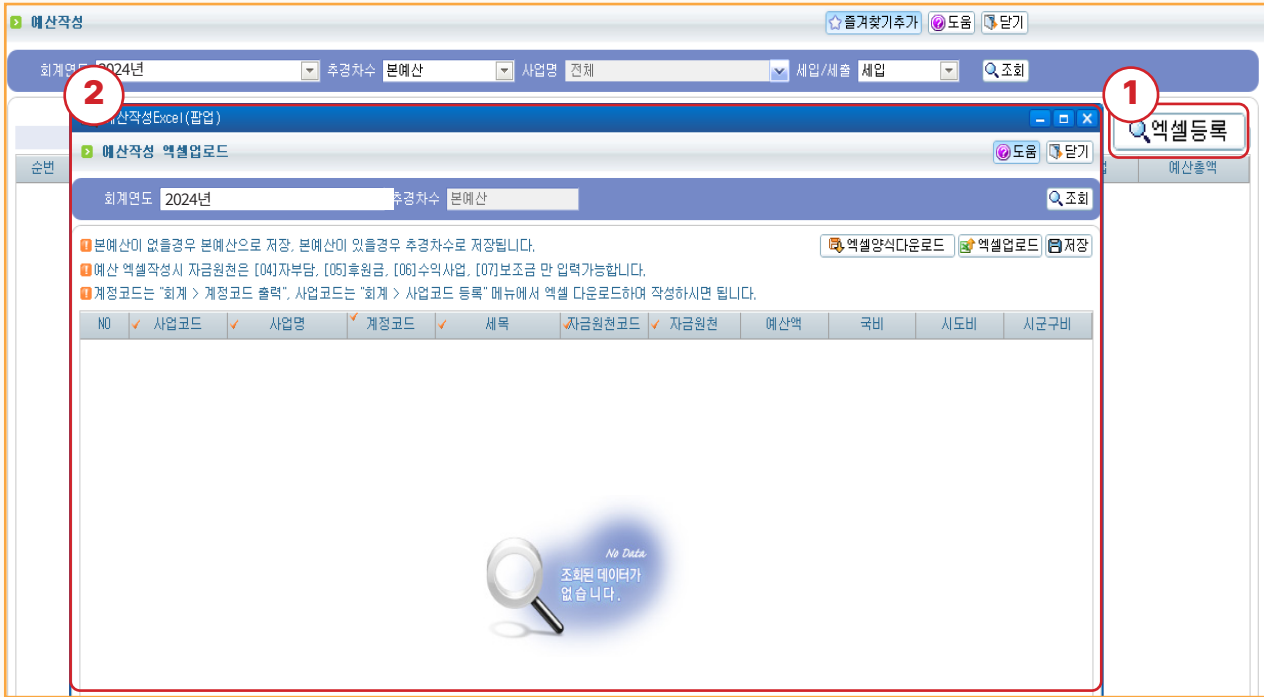 예산작성 즐겨찾기추가 도움 닫기
회계연도 2024년 추경차수 본예산 사업명 전체 세입/세출 세입 조회
2 1
예산작성Excel(팝업)
엑셀등록
예산작성 엑셀업로드 도움 닫기
순번 예산총액
회계연도 2024년 추경차수 본예산 조회
본예산이 없을경우 본예산으로 저장, 본예산이 있을경우 추경차수로 저장됩니다.
엑셀양식다운로드 엑셀업로드 저장
예산 엑셀작성시 자금원천은 [04]자부담, [05]후원금, [06]수익사업, [07]보조금 만 입력가능합니다.
계정코드는 "회계 > 계정코드 출력", 사업코드는 "회계 > 사업코드 등록" 메뉴에서 엑셀 다운로드하여 작성하시면 됩니다.
NO 사업코드 사업명 계정코드 세목 자금원천코드 자금원천 예산액 국비 시도비 시군구비
No Data
조회된 데이터가
없습니다.